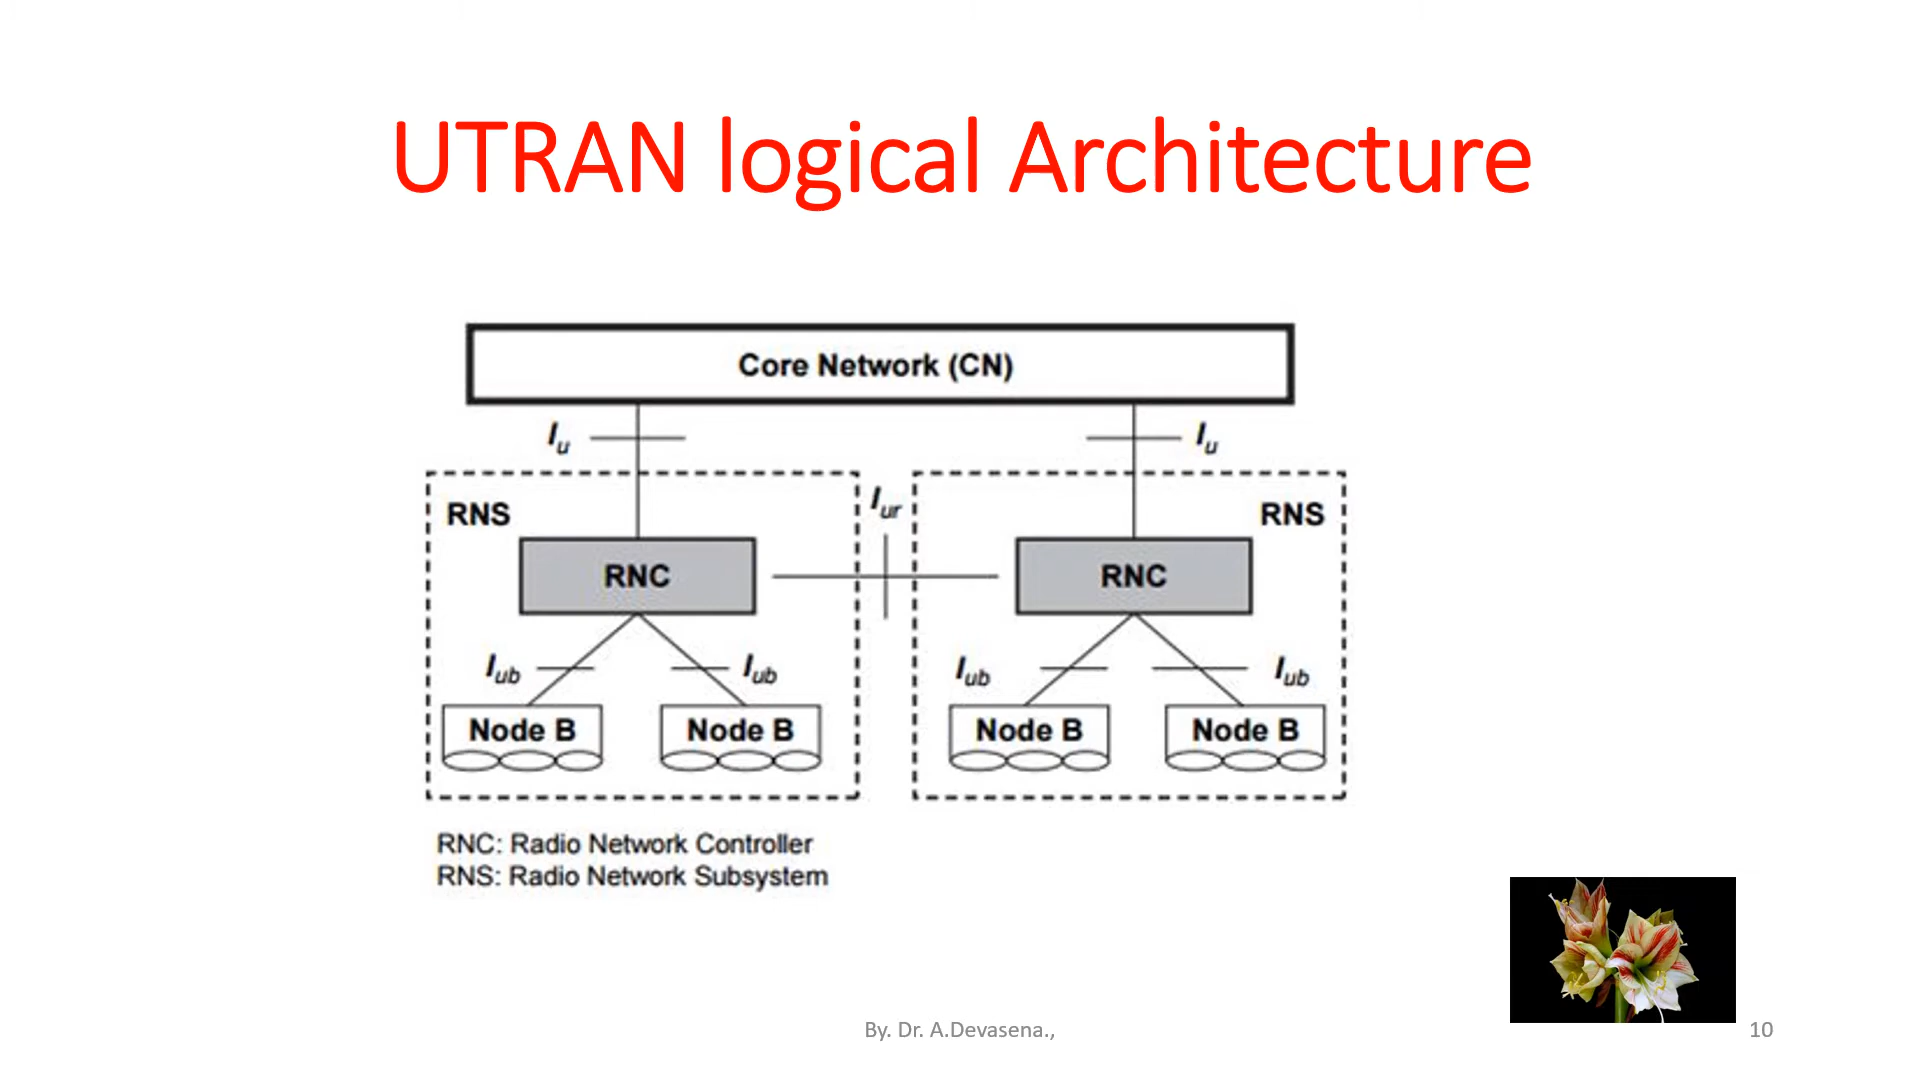 UTRAN logical Architecture
Core Network (CN)
Iu
Iu
RNS
Iur
RNS
RNC
RNC
Iub
Iub
Iub
Iub
Node B
Node B
Node B
Node B
RNC: Radio Network Controller
RNS: Radio Network Subsystem
By. Dr. A.Devasena.,
10